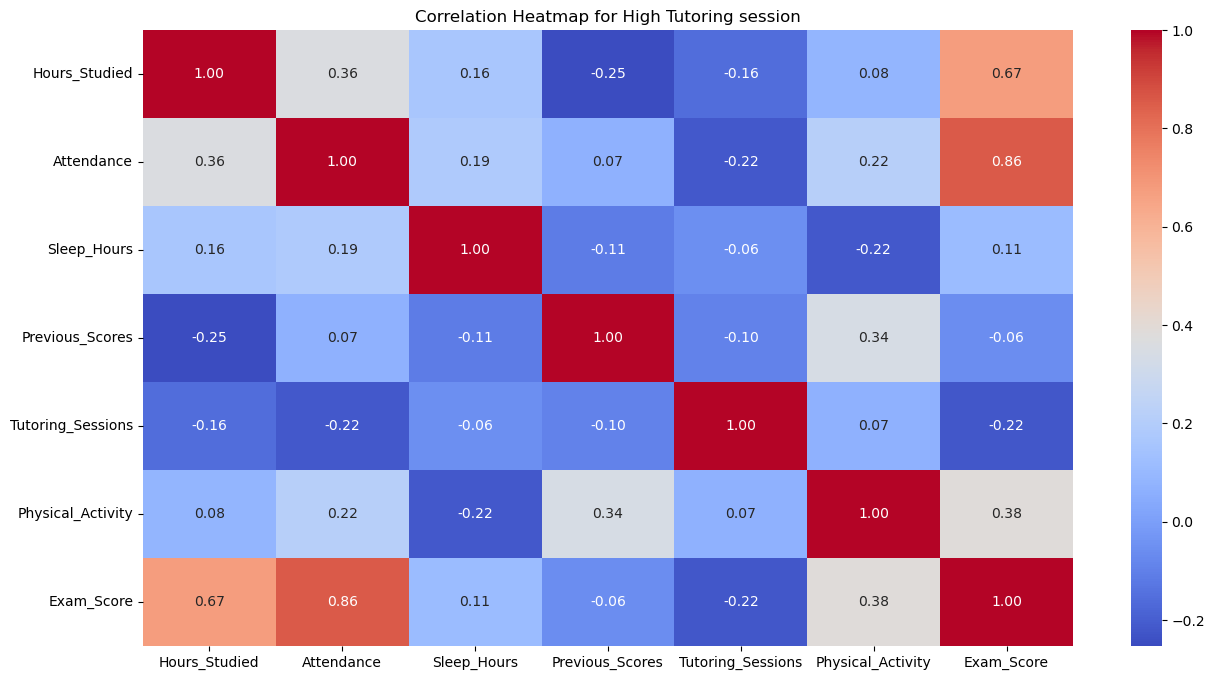 Correlation Heatmap for High Tutoring session
Hours_Studied 1.00 0.36 0.16 -0.25 -0.16 0.08 0.67
Attendance 0.36 1.00 0.19 0.07 -0.22 0.22 0.86
Sleep_Hours 0.16 0.19 1.00 -0.11 -0.06 -0.22 0.11
Previous_Scores -0.25 0.07 -0.11 1.00 -0.10 0.34 -0.06
Tutoring_Sessions -0.16 -0.22 -0.06 -0.10 1.00 0.07 -0.22
Physical_Activity 0.08 0.22 -0.22 0.34 0.07 1.00 0.38
Exam_Score 0.67 0.86 0.11 -0.06 -0.22 0.38 1.00
Hours_Studied Attendance Sleep_Hours Previous_Scores Tutoring_Sessions Physical_Activity Exam_Score
1.0
0.8
0.6
0.4
0.2
0.0
−0.2